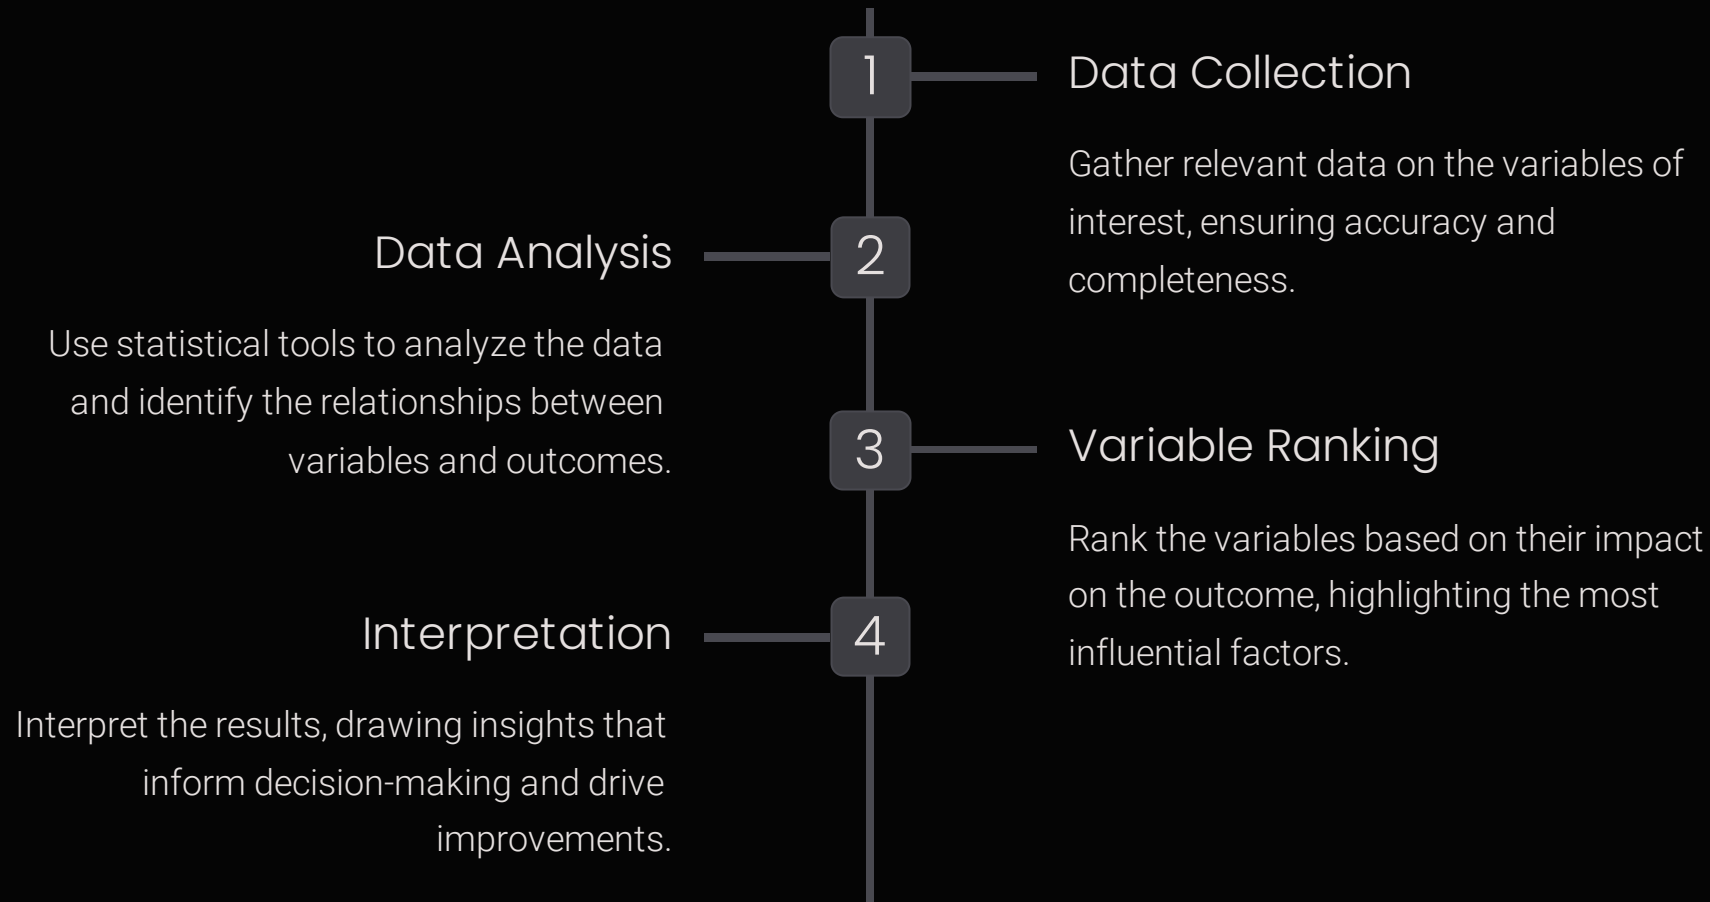 1
Data Collection
Gather relevant data on the variables of
interest, ensuring accuracy and
completeness.
2
Data Analysis
Use statistical tools to analyze the data
and identify the relationships between
variables and outcomes.
3
Variable Ranking
Rank the variables based on their impact
on the outcome, highlighting the most
influential factors.
4
Interpretation
Interpret the results, drawing insights that
inform decision-making and drive
improvements.